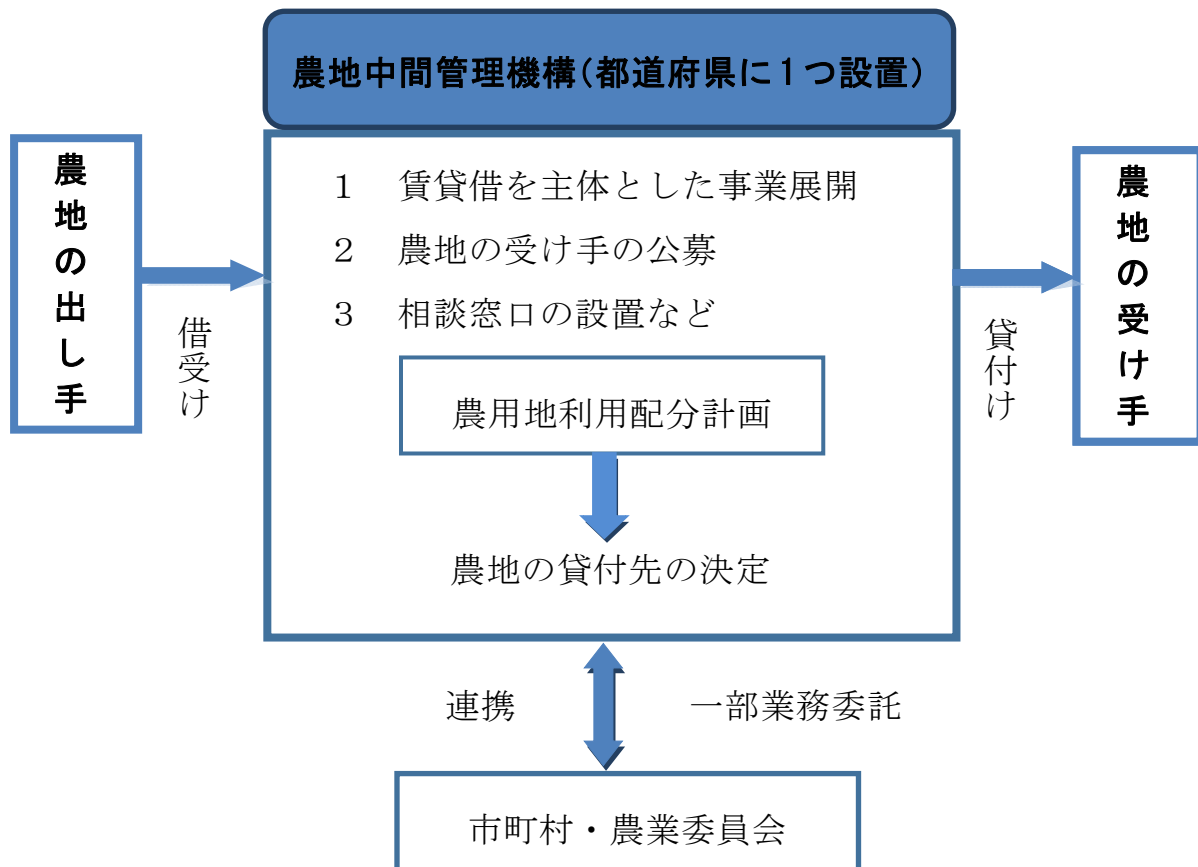 農地中間管理機構(都道府県に１つ設置)
農地の出し手
借受け
１　賃貸借を主体とした事業展開
２　農地の受け手の公募
３　相談窓口の設置など
農用地利用配分計画
農地の貸付先の決定
貸付け
農地の受け手
連携
一部業務委託
市町村・農業委員会